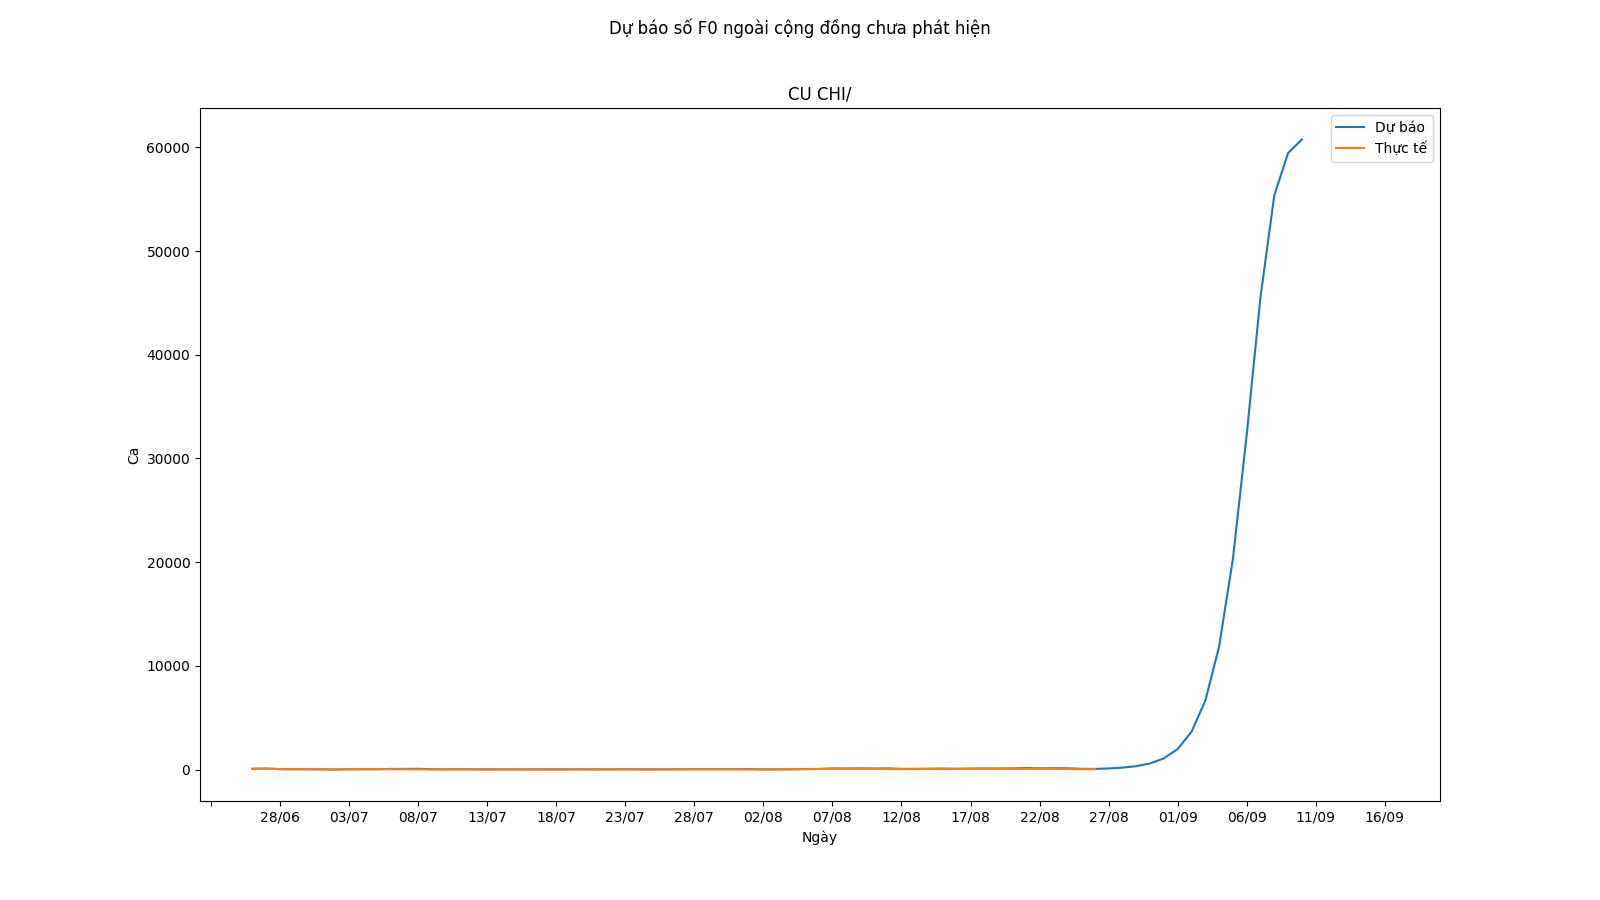 Dự báo số F0 ngoài cộng đồng chưa phát hiện
CU CHI/
Dự báo
Thực tế
60000
50000
40000
30000
20000
10000
0
Ca
28/06 03/07 08/07 13/07 18/07 23/07 28/07 02/08 07/08 12/08 17/08 22/08 27/08 01/09 06/09 11/09 16/09
Ngày